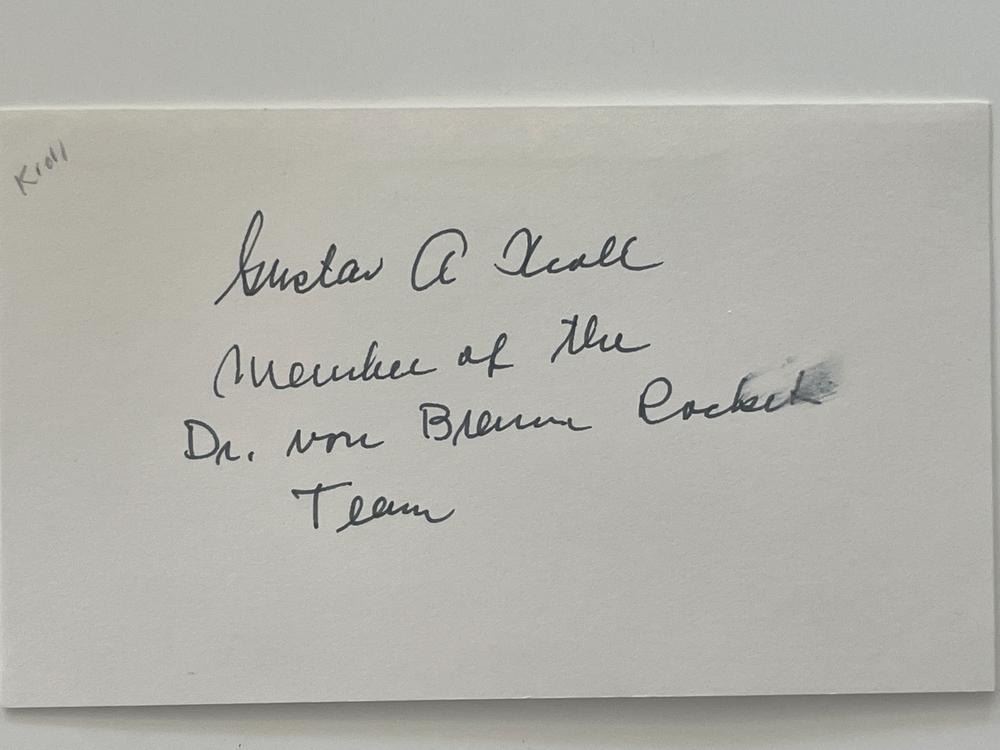 Kroll
Gustav A Kroll
Member of the
Dr. von Braun Rocket
Team